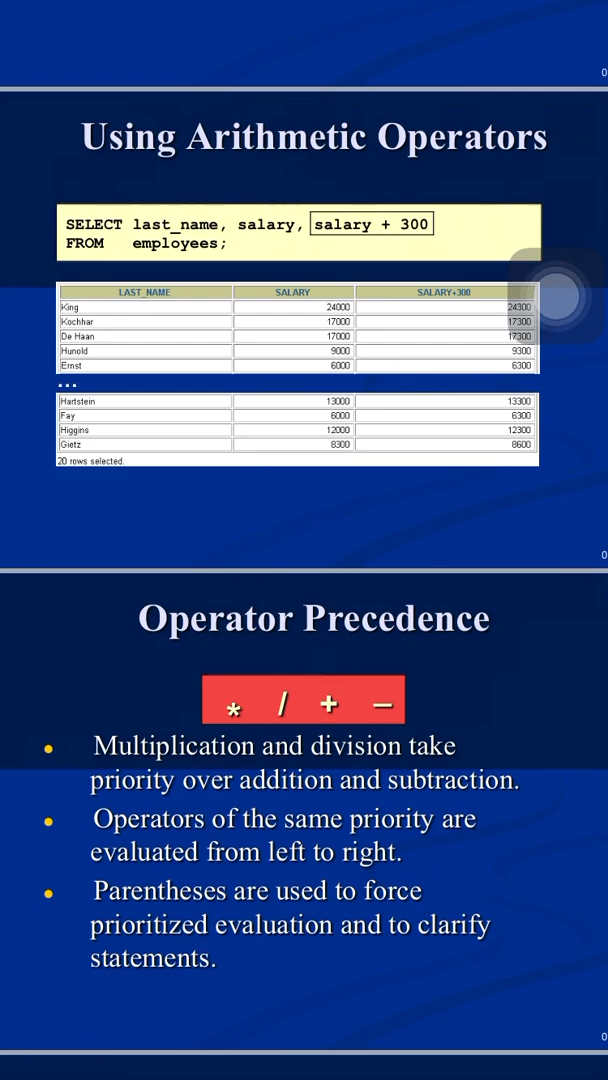 0
Using Arithmetic Operators
SELECT last_name, salary, salary + 300
FROM employees;
LAST_NAME SALARY SALARY+300
King 24000 24300
Kochhar 17000 17300
De Haan 17000 17300
Hunold 9000 9300
Ernst 6000 6300
...
Hartstein 13000 13300
Fay 6000 6300
Higgins 12000 12300
Gietz 8300 8600
20 rows selected.
0
Operator Precedence
* / + –
• Multiplication and division take
priority over addition and subtraction.
• Operators of the same priority are
evaluated from left to right.
• Parentheses are used to force
prioritized evaluation and to clarify
statements.
0